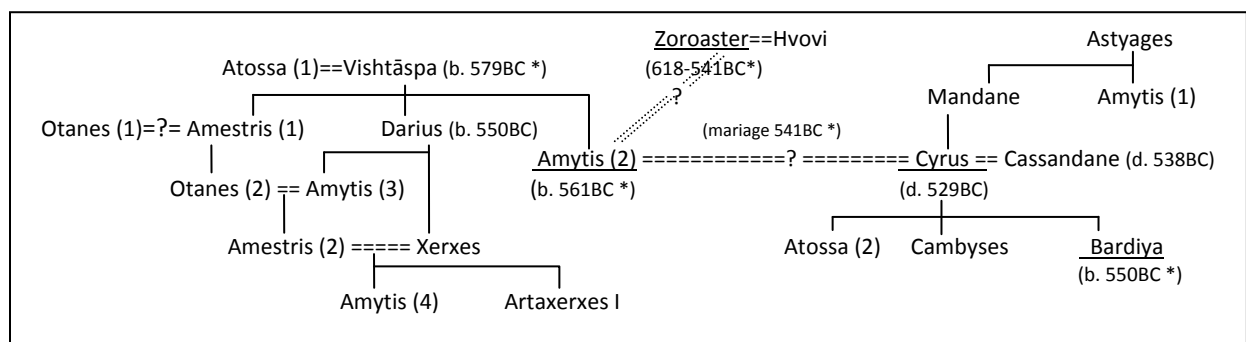 Zoroaster==Hvovi Astyages
Atossa (1)==Vishtāspa (b. 579BC *) (618-541BC*)
? Mandane Amytis (1)
Otanes (1)=?= Amestris (1) Darius (b. 550BC) (mariage 541BC *)
Amytis (2) ============? ========= Cyrus == Cassandane (d. 538BC)
Otanes (2) == Amytis (3) (b. 561BC *) (d. 529BC)
Amestris (2) ===== Xerxes Atossa (2) Cambyses Bardiya
(b. 550BC *)
Amytis (4) Artaxerxes I